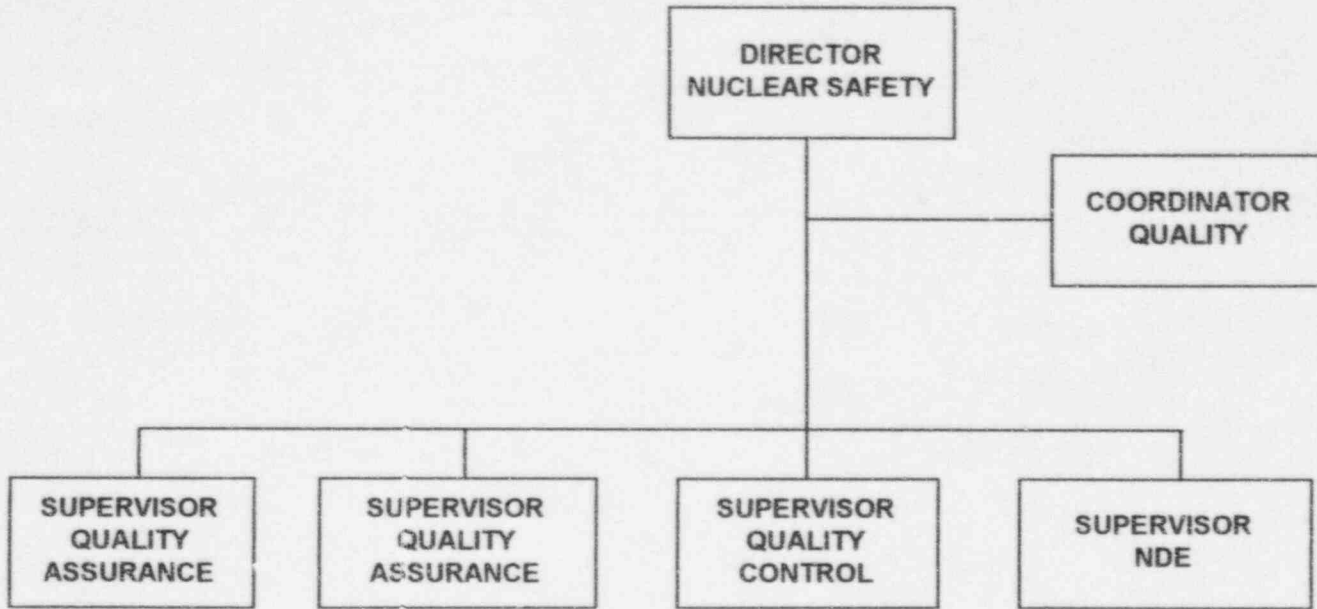 DIRECTOR
NUCLEAR SAFETY
COORDINATOR
QUALITY
SUPERVISOR
QUALITY
ASSURANCE
SUPERVISOR
QUALITY
ASSURANCE
SUPERVISOR
QUALITY
CONTROL
SUPERVISOR
NDE